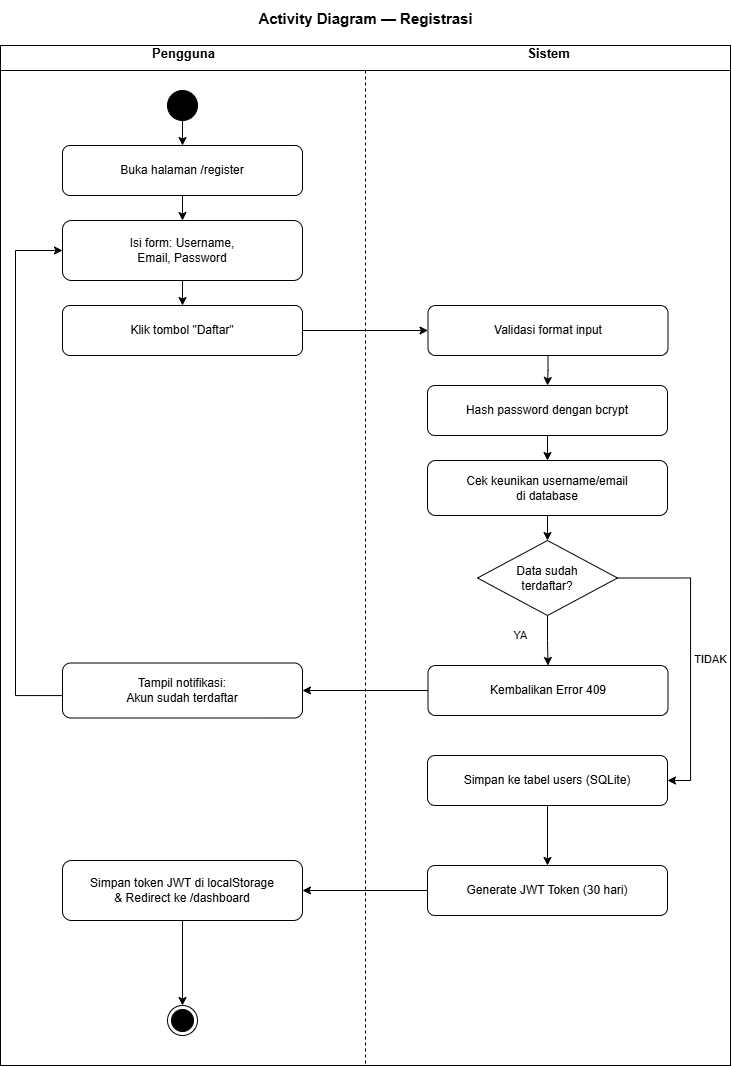 Activity Diagram — Registrasi
Pengguna
Sistem
Buka halaman /register
Isi form: Username,
Email, Password
Klik tombol "Daftar"
Validasi format input
Hash password dengan bcrypt
Cek keunikan username/email
di database
Data sudah
terdaftar?
YA
TIDAK
Kembalikan Error 409
Tampil notifikasi:
Akun sudah terdaftar
Simpan ke tabel users (SQLite)
Generate JWT Token (30 hari)
Simpan token JWT di localStorage
& Redirect ke /dashboard